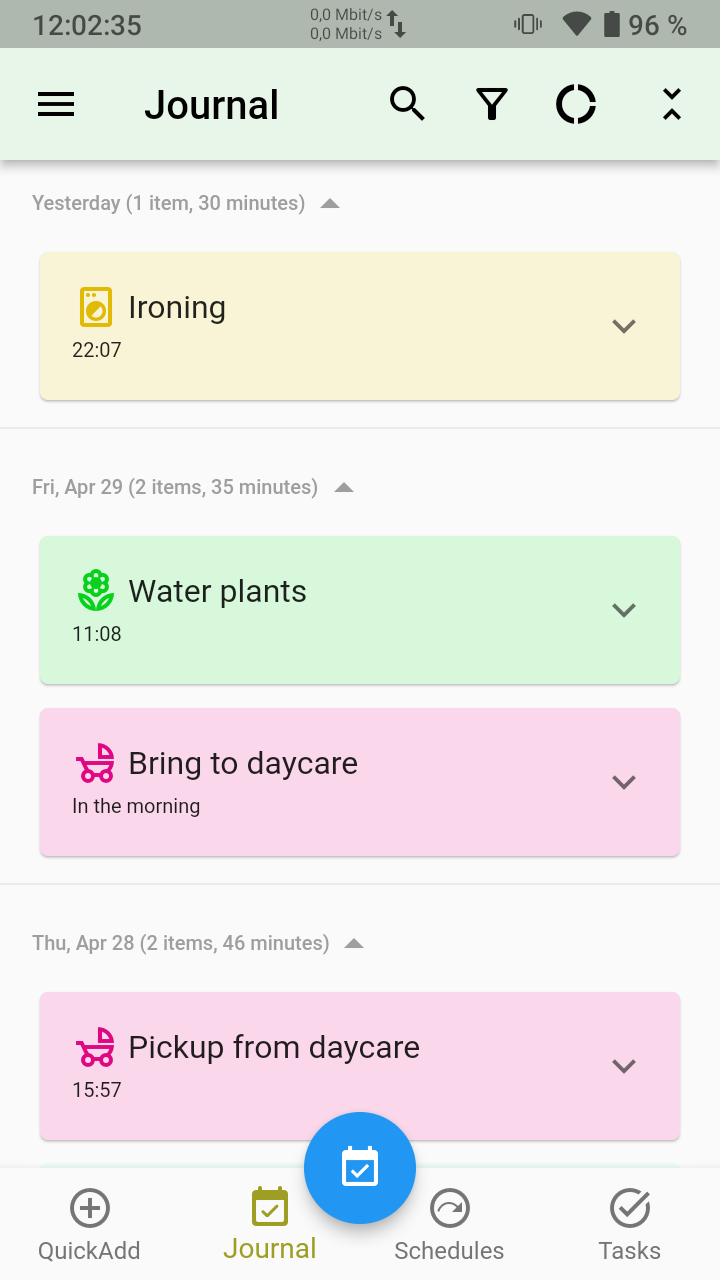 12:02:35
0,0 Mbit/s
0,0 Mbit/s
96 %
Journal
Yesterday (1 item, 30 minutes)
Ironing
22:07
Fri, Apr 29 (2 items, 35 minutes)
Water plants
11:08
Bring to daycare
In the morning
Thu, Apr 28 (2 items, 46 minutes)
Pickup from daycare
15:57
QuickAdd
Journal
Schedules
Tasks